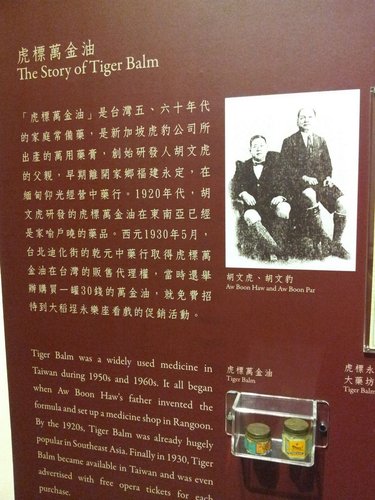 虎標萬金油
The Story of Tiger Balm
「虎標萬金油」是台灣五、六十年代
的家庭常備藥，是新加坡虎豹公司所
出產的萬用藥膏，創始研發人胡文虎
的父親，早期離開家鄉福建永定，在
緬甸仰光經營中藥行。1920年代，胡
文虎研發的虎標萬金油在東南亞已經
是家喻戶曉的藥品。西元1930年5月，
台北迪化街的乾元中藥行取得虎標萬
金油在台灣的販售代理權，當時還舉
辦購買一罐30錢的萬金油，就免費招
待到大稻埕永樂座看戲的促銷活動。
Tiger Balm was a widely used medicine in
Taiwan during 1950s and 1960s. It all began
when Aw Boon Haw's father invented the
formula and set up a medicine shop in Rangoon.
By the 1920s, Tiger Balm was already hugely
popular in Southeast Asia. Finally in 1930, Tiger
Balm became available in Taiwan and was even
advertised with free opera tickets for each
purchase.
胡文虎、胡文豹
Aw Boon Haw and Aw Boon Par
虎標萬金油
Tiger Balm
虎標永
大藥坊
Tiger Balm